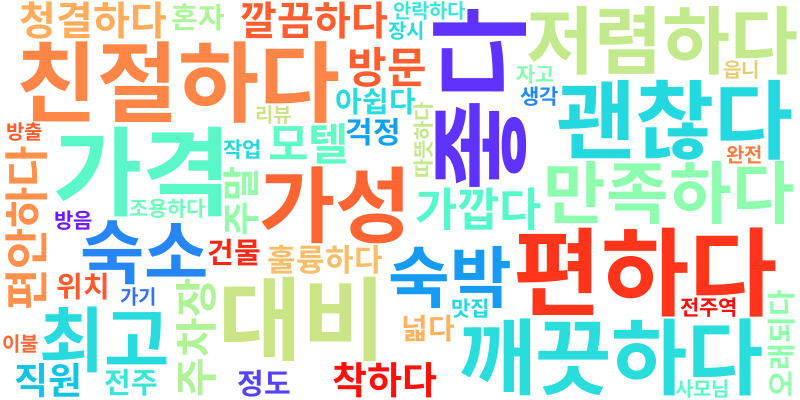 청결하다
혼자
깔끔하다
안락하다
장시
좋다
저렴하다
친절하다
방문
자고
읍니
아쉽다
생각
괜찮다
리뷰
방출
가격
작업
모텔
걱정
따뜻하다
완전
편안하다
조용하다
주말
가성
가깝다
만족하다
방음
숙소
건물
훌륭하다
숙박
편하다
위치
가기
주차장
대비
맛집
전주역
오래되다
이불
최고
넓다
깨끗하다
직원
전주
정도
착하다
사모님